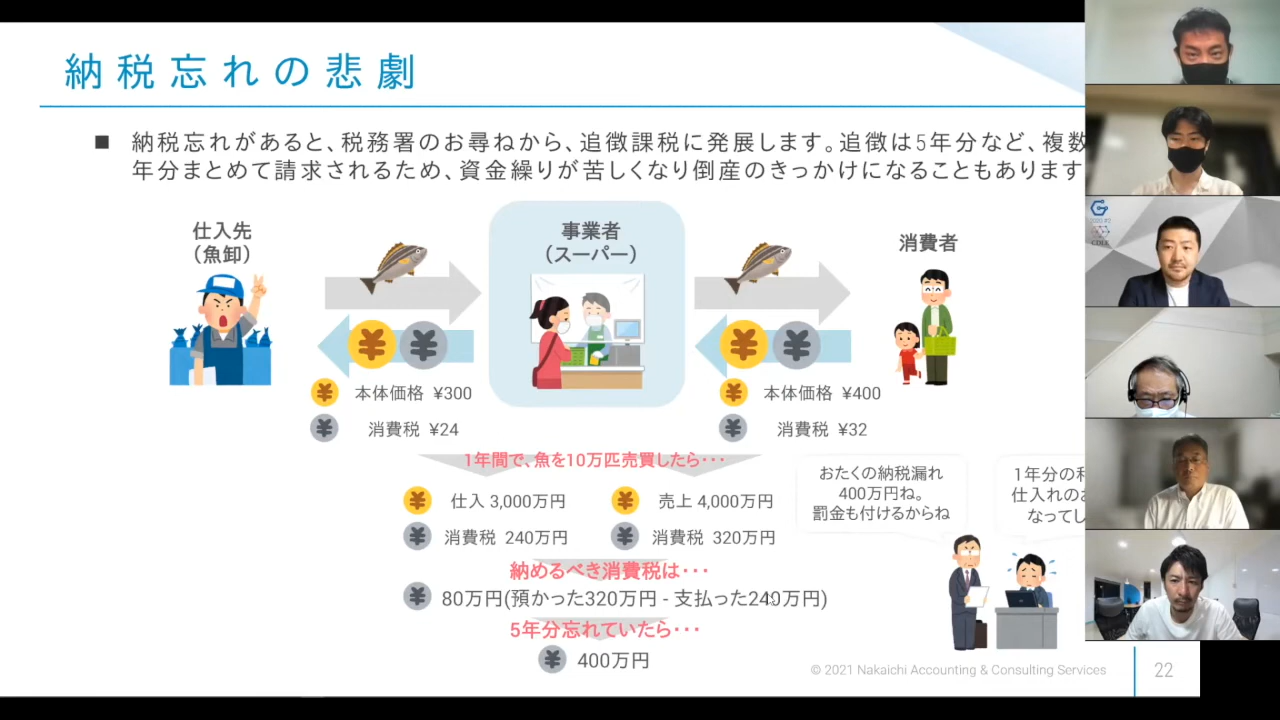 納税忘れの悲劇
■ 納税忘れがあると、税務署のお尋ねから、追徴課税に発展します。追徴は5年分など、複数
年分まとめて請求されるため、資金繰りが苦しくなり倒産のきっかけになることもあります
仕入先
（魚卸）
事業者
（スーパー）
消費者
本体価格 ¥300
消費税 ¥24
本体価格 ¥400
消費税 ¥32
1年間で、魚を10万匹売買したら･･･
仕入 3,000万円
売上 4,000万円
消費税 240万円
消費税 320万円
おたくの納税漏れ
400万円ね。
罰金も付けるからね
1年分の利
仕入れのお
なってし
納めるべき消費税は･･･
80万円(預かった320万円 - 支払った240万円)
5年分忘れていたら･･･
400万円
© 2021 Nakaichi Accounting & Consulting Services
22